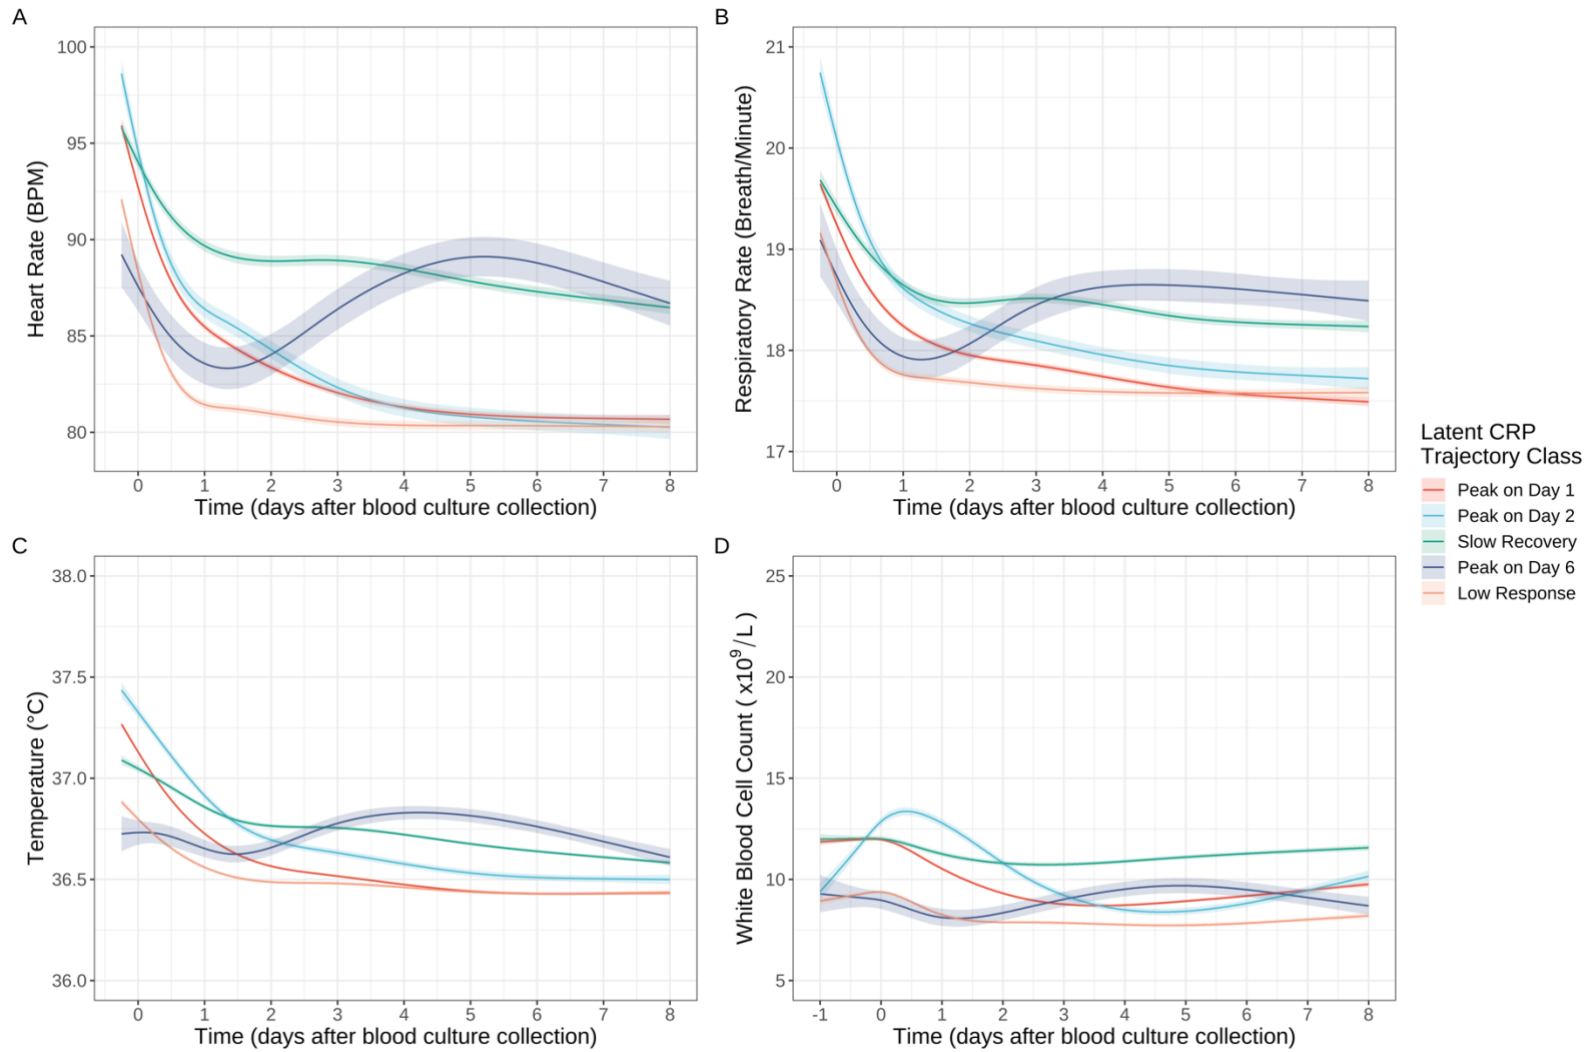 A
Heart Rate (BPM)
100
95
90
85
80
0 1 2 3 4 5 6 7 8
Time (days after blood culture collection)
B
Respiratory Rate (Breath/Minute)
21
20
19
18
17
0 1 2 3 4 5 6 7 8
Time (days after blood culture collection)
C
Temperature (°C)
38.0
37.5
37.0
36.5
36.0
0 1 2 3 4 5 6 7 8
Time (days after blood culture collection)
D
White Blood Cell Count ( x10⁹/L )
25
20
15
10
5
-1 0 1 2 3 4 5 6 7 8
Time (days after blood culture collection)
Latent CRP
Trajectory Class
Peak on Day 1
Peak on Day 2
Slow Recovery
Peak on Day 6
Low Response